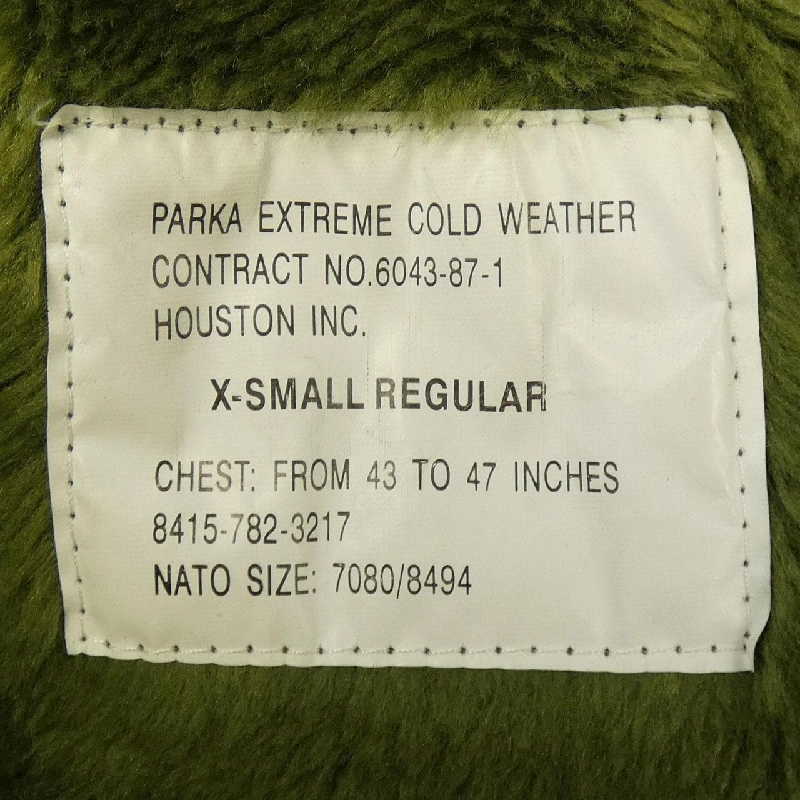 PARKA EXTREME COLD WEATHER
CONTRACT NO.6043-87-1
HOUSTON INC.
X-SMALL REGULAR
CHEST: FROM 43 TO 47 INCHES
8415-782-3217
NATO SIZE: 7080/8494